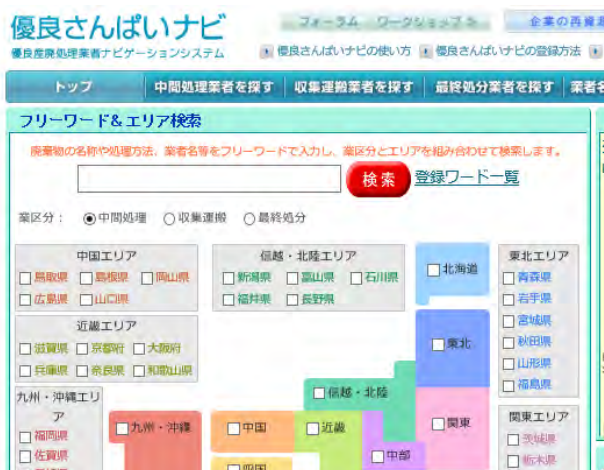 優良さんぱいナビ
優良産廃処理業者ナビゲーションシステム
フォーラム ワークショップ
企業の再資源
優良さんぱいナビの使い方
優良さんぱいナビの登録方法
トップ
中間処理業者を探す
収集運搬業者を探す
最終処分業者を探す
業者名
フリーワード&エリア検索
廃棄物の名称や処理方法、業者名等をフリーワードで入力し、業区分とエリアを組み合わせて検索します。
検索
登録ワード一覧
業区分: 中間処理 収集運搬 最終処分
中国エリア
鳥取県 島根県 岡山県
広島県 山口県
信越・北陸エリア
新潟県 富山県 石川県
福井県 長野県
北海道
東北エリア
青森県
岩手県
宮城県
秋田県
山形県
福島県
近畿エリア
滋賀県 京都府 大阪府
兵庫県 奈良県 和歌山県
東北
九州・沖縄エリ
ア
福岡県
佐賀県
信越・北陸
九州・沖縄
中国
近畿
関東
中部
四国
関東エリア
茨城県
栃木県